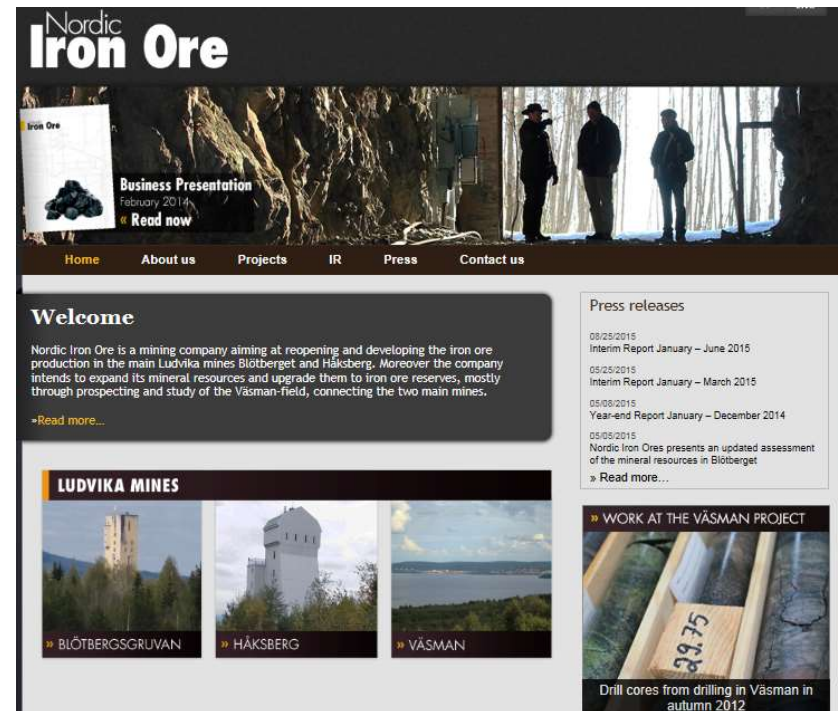 Nordic
Iron Ore
Iron Ore
Business Presentation
February 2014
« Read now
Home About us Projects IR Press Contact us
Welcome
Nordic Iron Ore is a mining company aiming at reopening and developing the iron ore
production in the main Ludvika mines Blötberget and Håksberg. Moreover the company
intends to expand its mineral resources and upgrade them to iron ore reserves, mostly
through prospecting and study of the Väsman-field, connecting the two main mines.
»Read more...
LUDVIKA MINES
» BLÖTBERGSGRUVAN
» HÅKSBERG
» VÄSMAN
Press releases
08/25/2015
Interim Report January – June 2015
05/25/2015
Interim Report January – March 2015
05/08/2015
Year-end Report January – December 2014
05/05/2015
Nordic Iron Ores presents an updated assessment
of the mineral resources in Blötberget
» Read more…
» WORK AT THE VÄSMAN PROJECT
29.75
Drill cores from drilling in Väsman in
autumn 2012